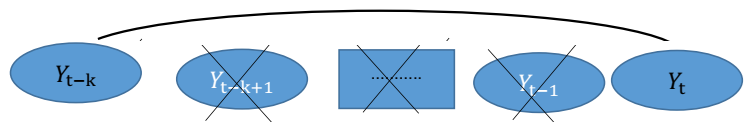 Y_{t−k} Y_{t−k+1} .......... Y_{t−1} Y_t